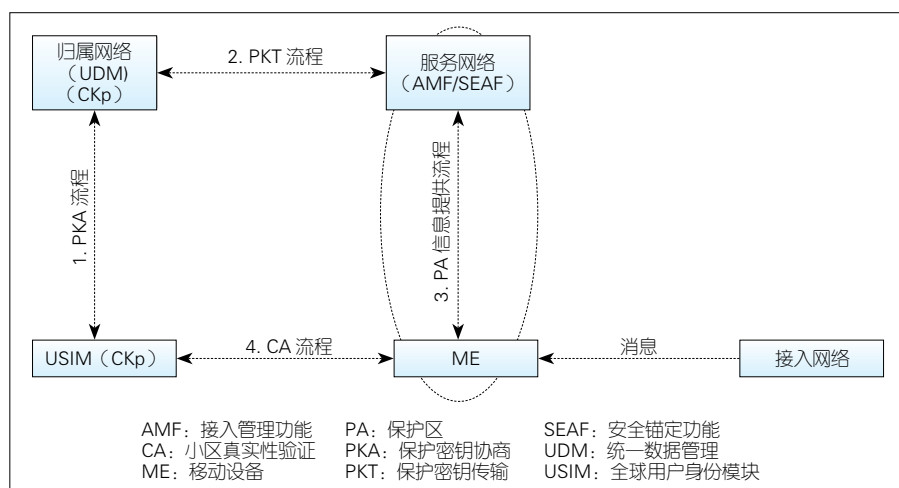 归属网络
（UDM)
（CKp）
2. PKT 流程
服务网络
（AMF/SEAF）
1. PKA 流程
3. PA 信息提供流程
USIM（CKp）
4. CA 流程
ME
消息
接入网络
AMF：接入管理功能 PA：保护区 SEAF：安全锚定功能
CA：小区真实性验证 PKA：保护密钥协商 UDM：统一数据管理
ME：移动设备 PKT：保护密钥传输 USIM：全球用户身份模块